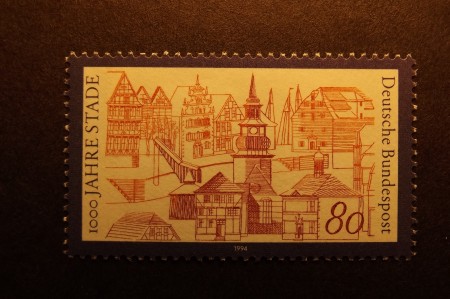 1000 JAHRE STADE
Deutsche Bundespost
80
1994